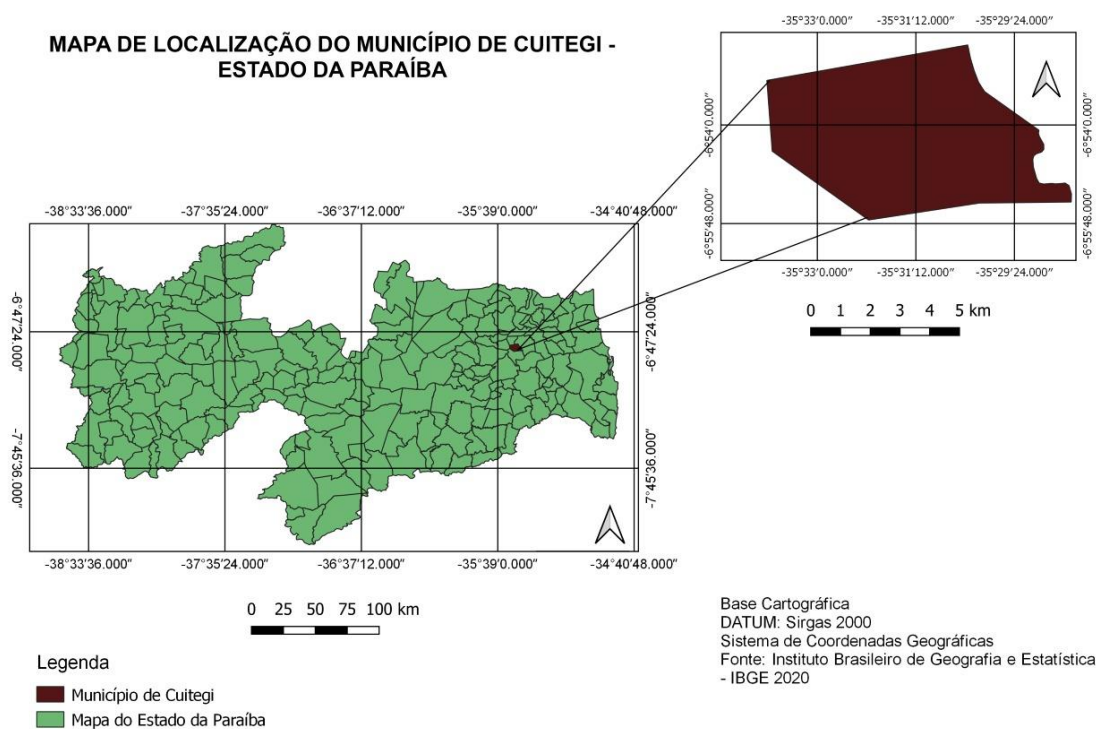 MAPA DE LOCALIZAÇÃO DO MUNICÍPIO DE CUITEGI -
ESTADO DA PARAÍBA
-35°33′0.000″ -35°31′12.000″ -35°29′24.000″
-6°54′0.000″
-6°55′48.000″
-6°54′0.000″
-6°55′48.000″
-35°33′0.000″ -35°31′12.000″ -35°29′24.000″
0 1 2 3 4 5 km
-38°33′36.000″ -37°35′24.000″ -36°37′12.000″ -35°39′0.000″ -34°40′48.000″
-6°47′24.000″
-7°45′36.000″
-6°47′24.000″
-7°45′36.000″
-38°33′36.000″ -37°35′24.000″ -36°37′12.000″ -35°39′0.000″ -34°40′48.000″
0 25 50 75 100 km
Legenda
Município de Cuitegi
Mapa do Estado da Paraíba
Base Cartográfica
DATUM: Sirgas 2000
Sistema de Coordenadas Geográficas
Fonte: Instituto Brasileiro de Geografia e Estatística
- IBGE 2020